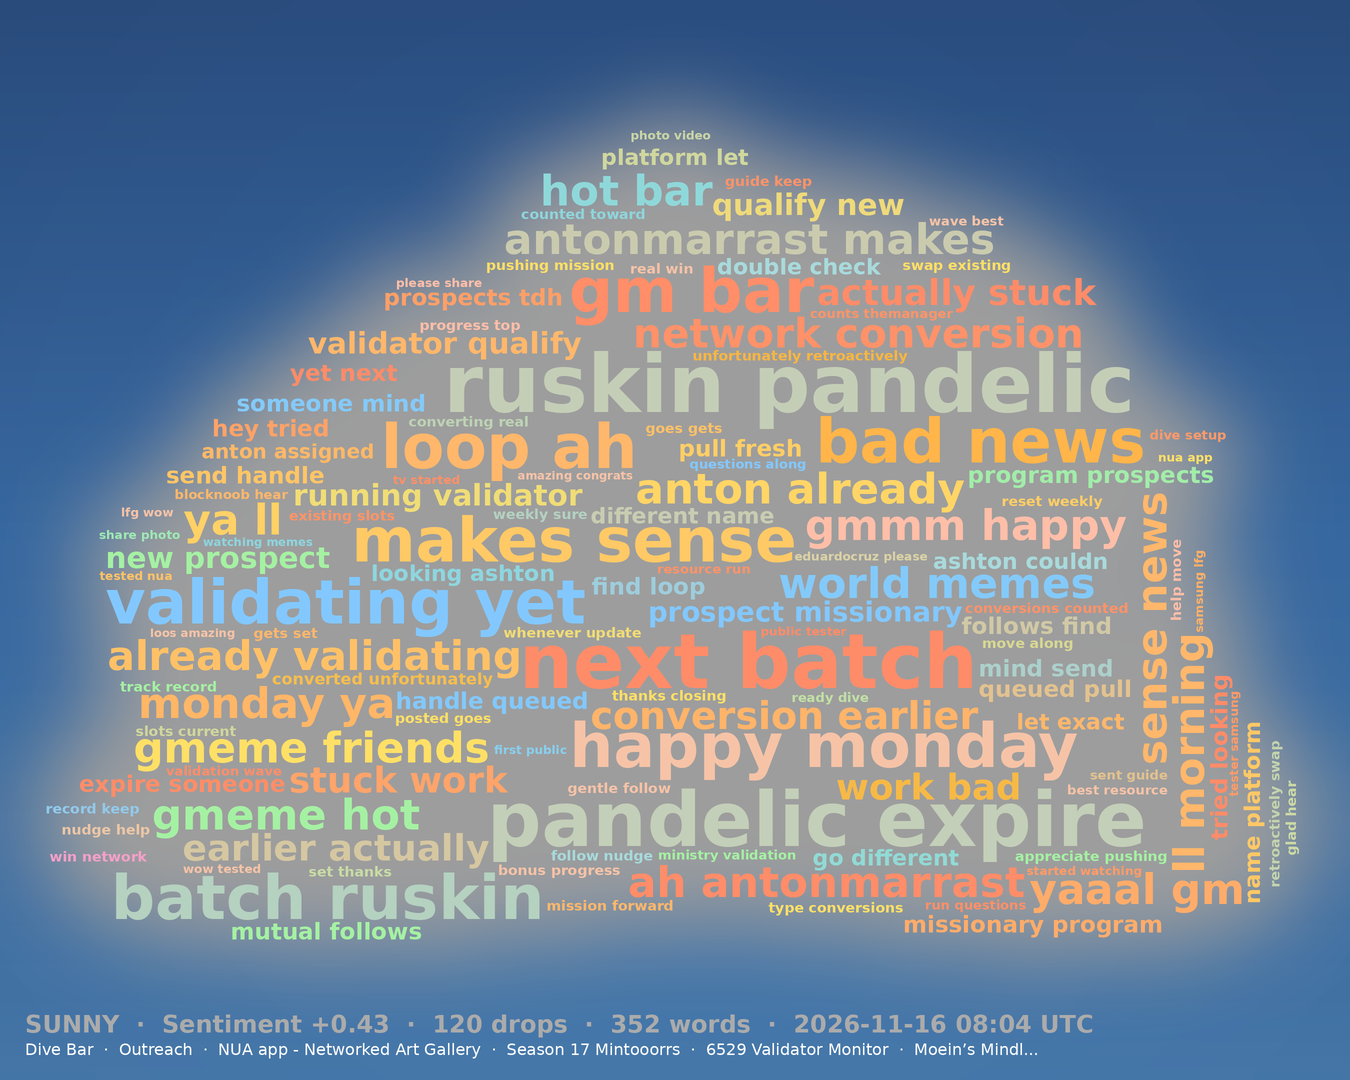 photo video
platform let
hot bar
guide keep
qualify new
counted toward
wave best
antonmarrast makes
pushing mission
real win
double check
swap existing
please share
prospects tdh
gm bar
actually stuck
counts themanager
progress top
validator qualify
network conversion
unfortunately retroactively
yet next
ruskin pandelic
someone mind
converting real
hey tried
loop ah
goes gets
bad news
dive setup
anton assigned
pull fresh
questions along
nua app
send handle
tv started
amazing congrats
anton already
program prospects
blocknoob hear
running validator
reset weekly
lfg wow
ya ll
existing slots
weekly sure
different name
gmmm happy
share photo
watching memes
makes sense
new prospect
eduardocruz please
ashton couldn
tested nua
looking ashton
resource run
validating yet
find loop
world memes
prospect missionary
conversions counted
loos amazing
gets set
whenever update
public tester
follows find
already validating
next batch
move along
converted unfortunately
mind send
track record
queued pull
monday ya
handle queued
thanks closing
ready dive
posted goes
conversion earlier
let exact
slots current
gmeme friends
first public
happy monday
validation wave
expire someone
stuck work
gentle follow
work bad
sent guide
best resource
record keep
gmeme hot
pandelic expire
nudge help
earlier actually
win network
follow nudge
ministry validation
go different
appreciate pushing
wow tested
set thanks
bonus progress
ah antonmarrast
started watching
batch ruskin
mission forward
type conversions
run questions
yaaal gm
mutual follows
missionary program
sense news
help move
samsung lfg
ll morning
tried looking
tester samsung
name platform
retroactively swap
glad hear
SUNNY · Sentiment +0.43 · 120 drops · 352 words · 2026-11-16 08:04 UTC
Dive Bar · Outreach · NUA app - Networked Art Gallery · Season 17 Mintooorrs · 6529 Validator Monitor · Moein’s Mindl...